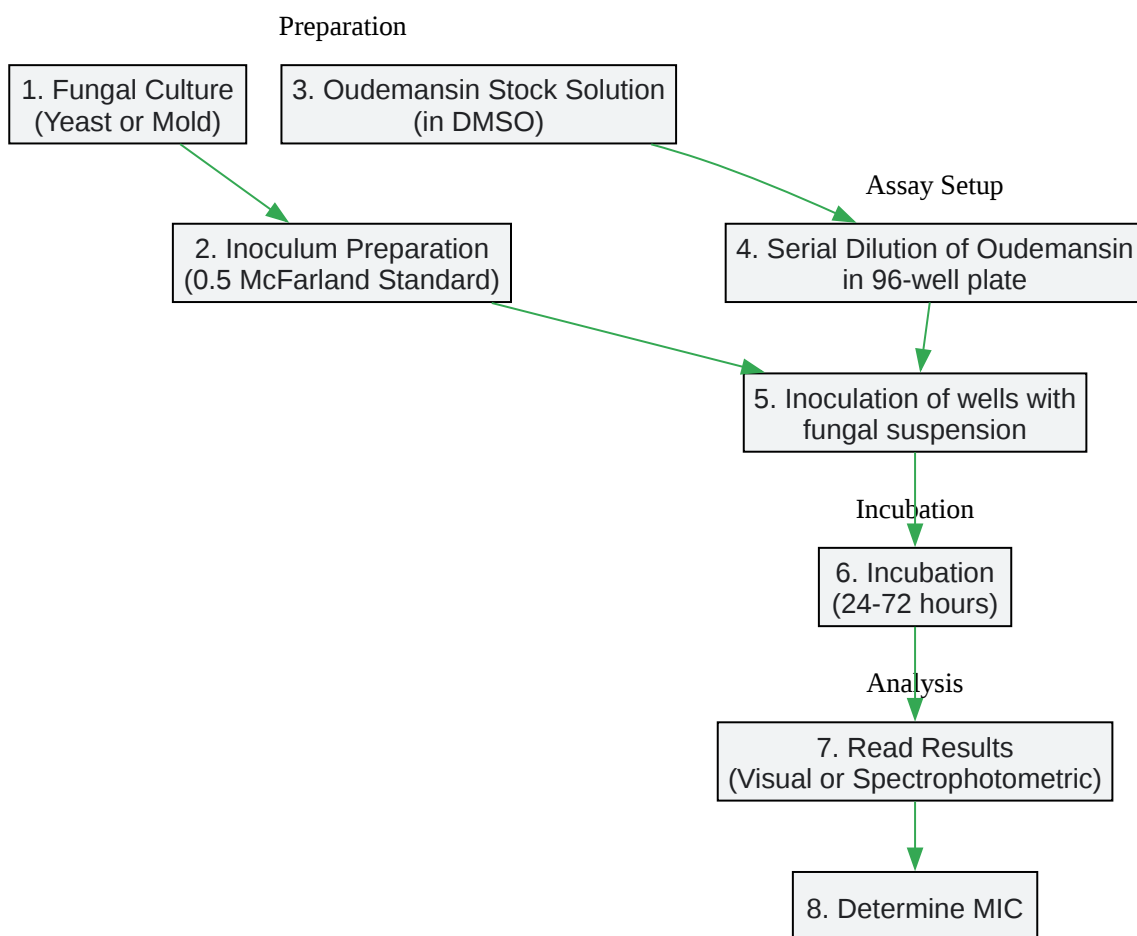 Preparation
1. Fungal Culture
(Yeast or Mold)
3. Oudemansin Stock Solution
(in DMSO)
Assay Setup
2. Inoculum Preparation
(0.5 McFarland Standard)
4. Serial Dilution of Oudemansin
in 96-well plate
5. Inoculation of wells with
fungal suspension
Incubation
6. Incubation
(24-72 hours)
Analysis
7. Read Results
(Visual or Spectrophotometric)
8. Determine MIC